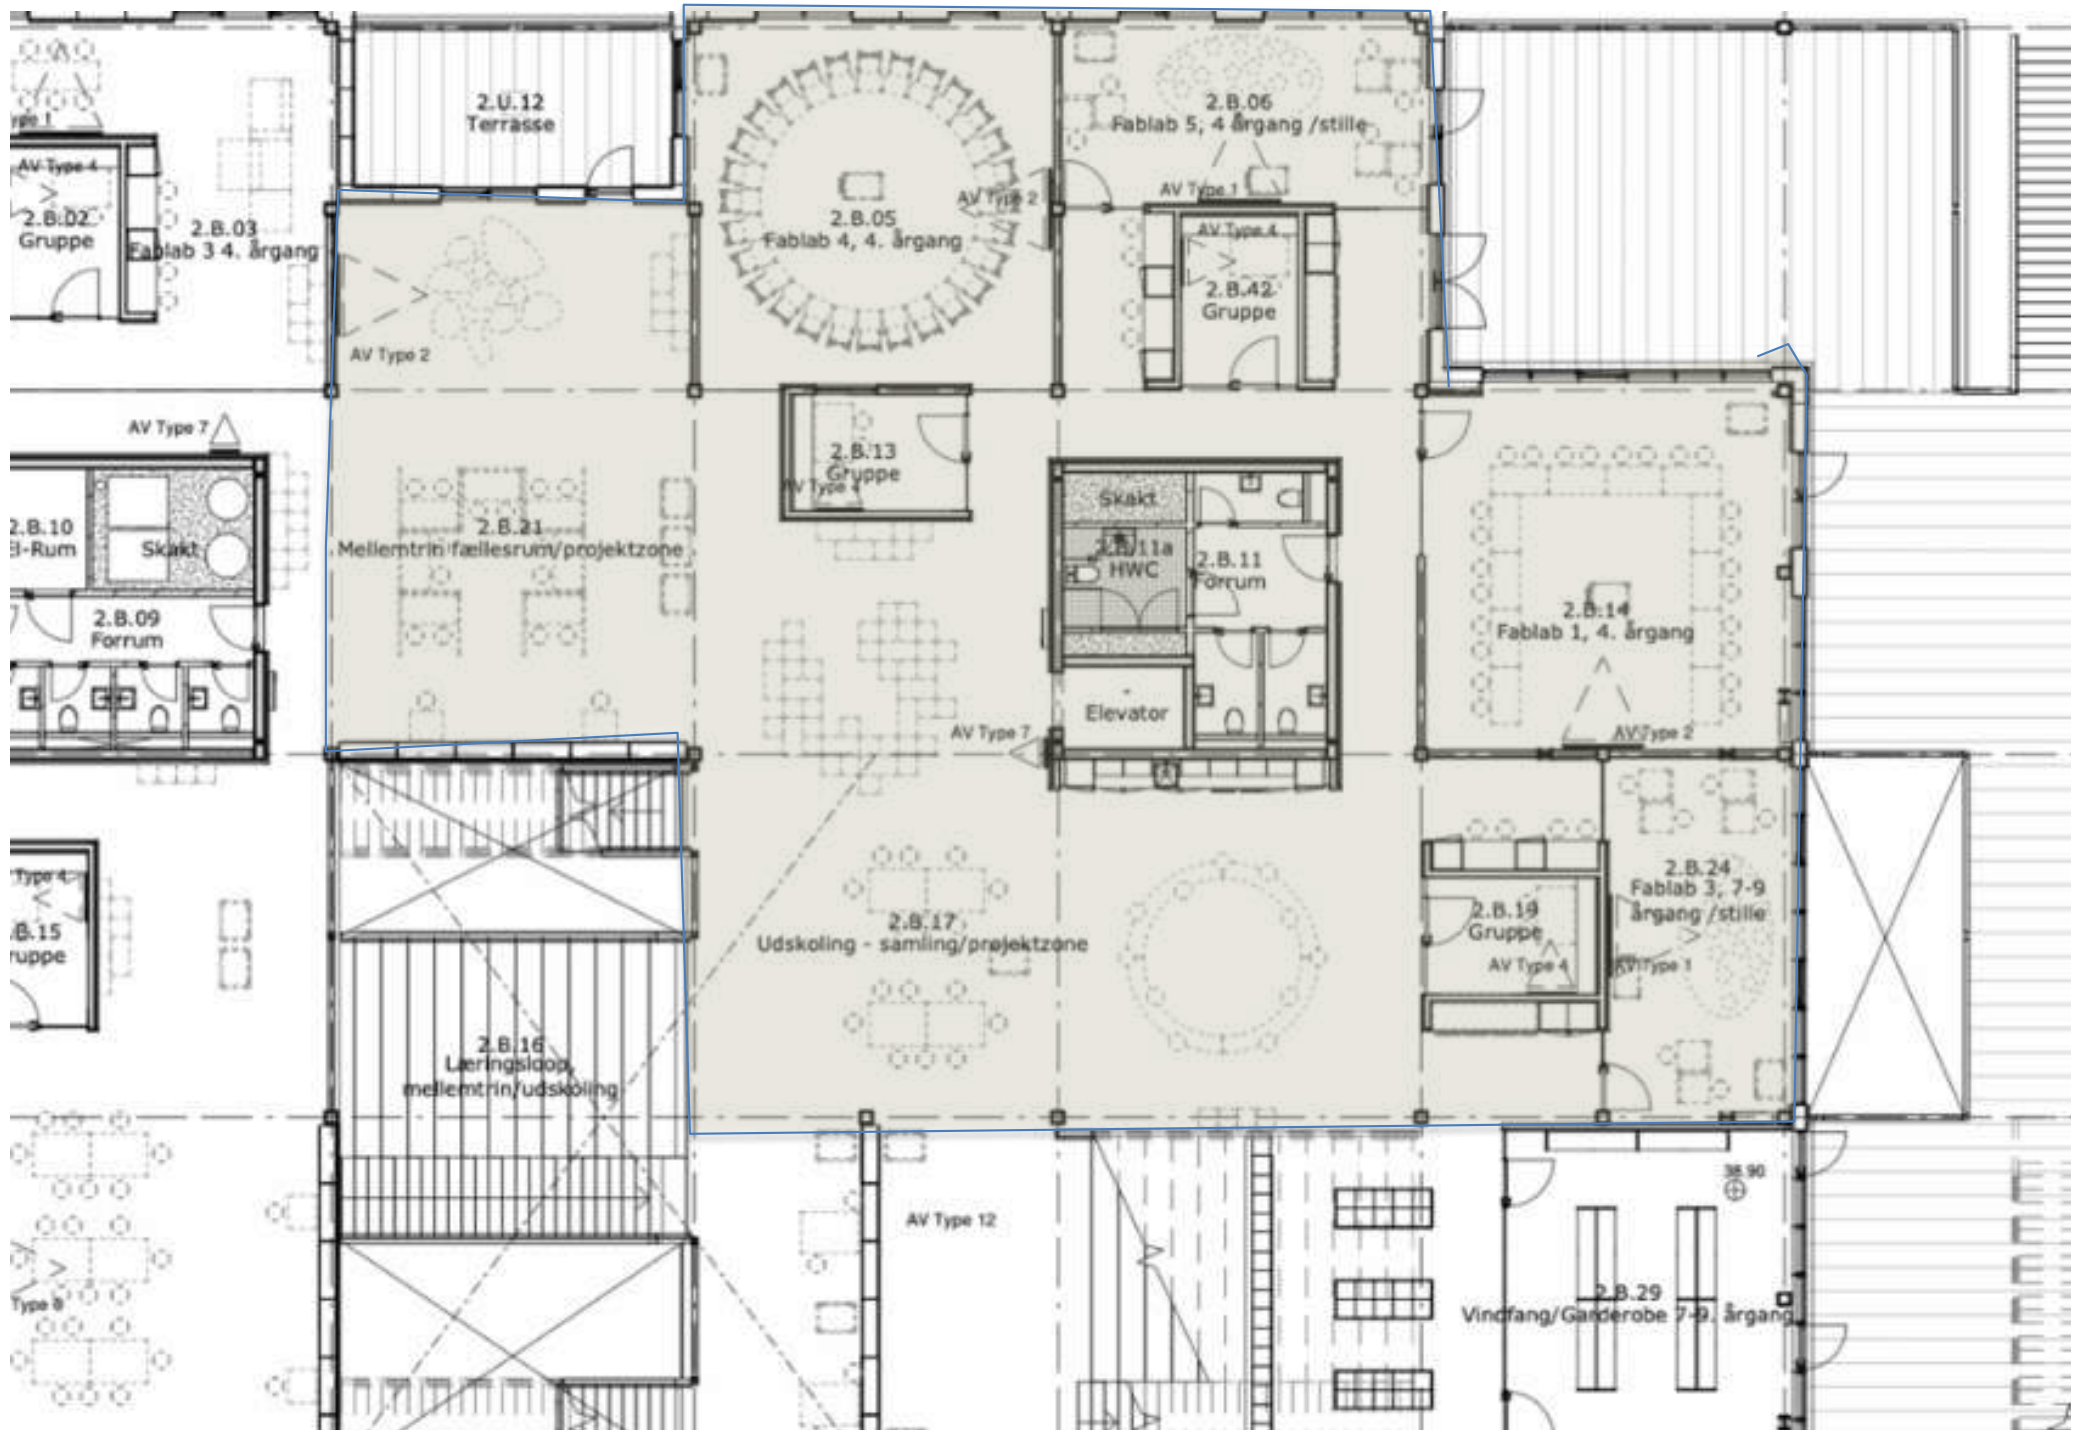 2.U.12
Terrasse
2.B.06
Fablab 5, 4 årgang /stille
AV Type 1
AV Type 4
2.B.02
Gruppe
2.B.03
Fablab 3 4. årgang
AV Type 2
2.B.05
Fablab 4, 4. årgang
AV Type 2
AV Type 4
2.B.42
Gruppe
AV Type 7
2.B.13
Gruppe
Skakt
2.B.10
El-Rum
Skakt
2.B.21
Mellemtrin fællesrum/projektzone
HWC
2.B.11
Forrum
2.B.09
Forrum
2.B.14
Fablab 1, 4. årgang
AV Type 2
Elevator
AV Type 7
2.B.24
Fablab 3, 7-9
årgang /stille
Type 4
B.15
ruppe
2.B.17
Udskoling - samling/projektzone
2.B.19
Gruppe
AV Type 4
AV Type 1
2.B.16
Læringsloop,
mellemtrin/udskoling
38.90
AV Type 12
2.B.29
Vindfang/Garderobe 7-9. årgang
Type 8